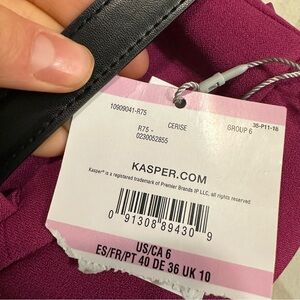 10909041-R75
35-P11-16
R75 - CERISE GROUP 6
0230052855
KASPER.COM
Kasper® is a registered trademark of Premier Brands IP LLC, all rights reserved
0 91308 89430 9
US/CA 6
ES/FR/PT 40 DE 36 UK 10